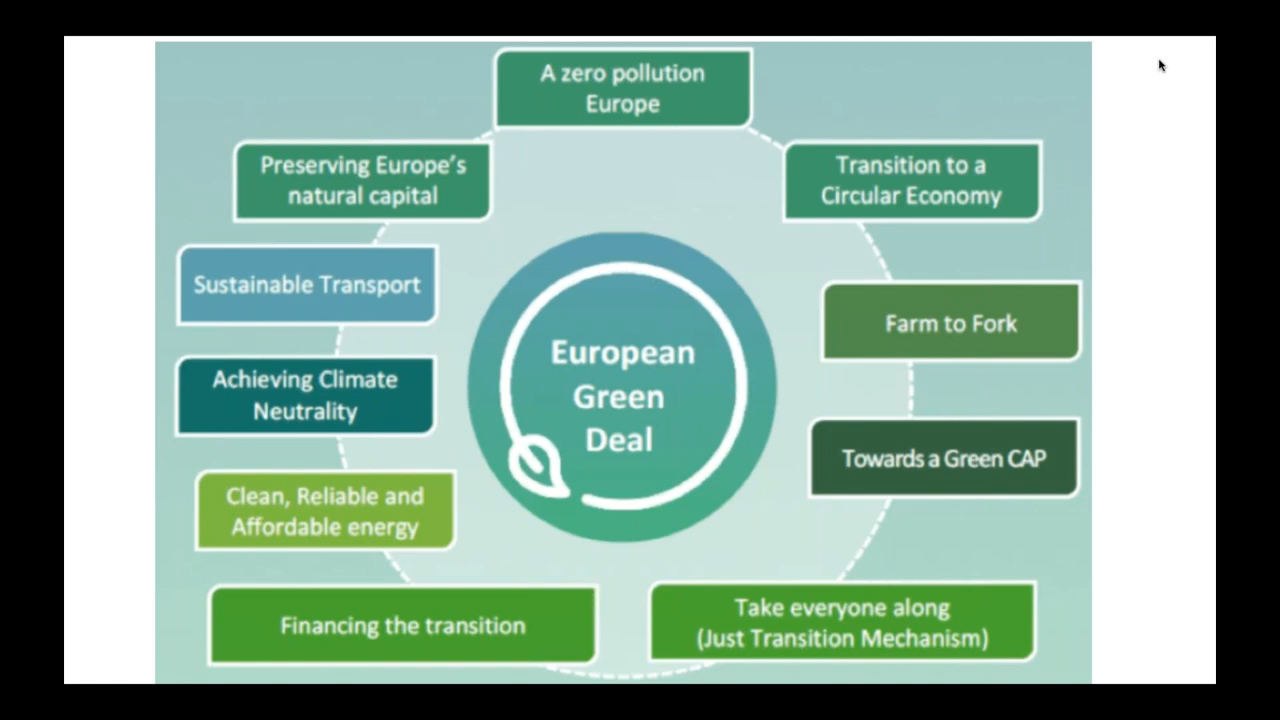 A zero pollution
Europe
Preserving Europe's
natural capital
Transition to a
Circular Economy
Sustainable Transport
Farm to Fork
European
Green
Deal
Achieving Climate
Neutrality
Towards a Green CAP
Clean, Reliable and
Affordable energy
Financing the transition
Take everyone along
(Just Transition Mechanism)